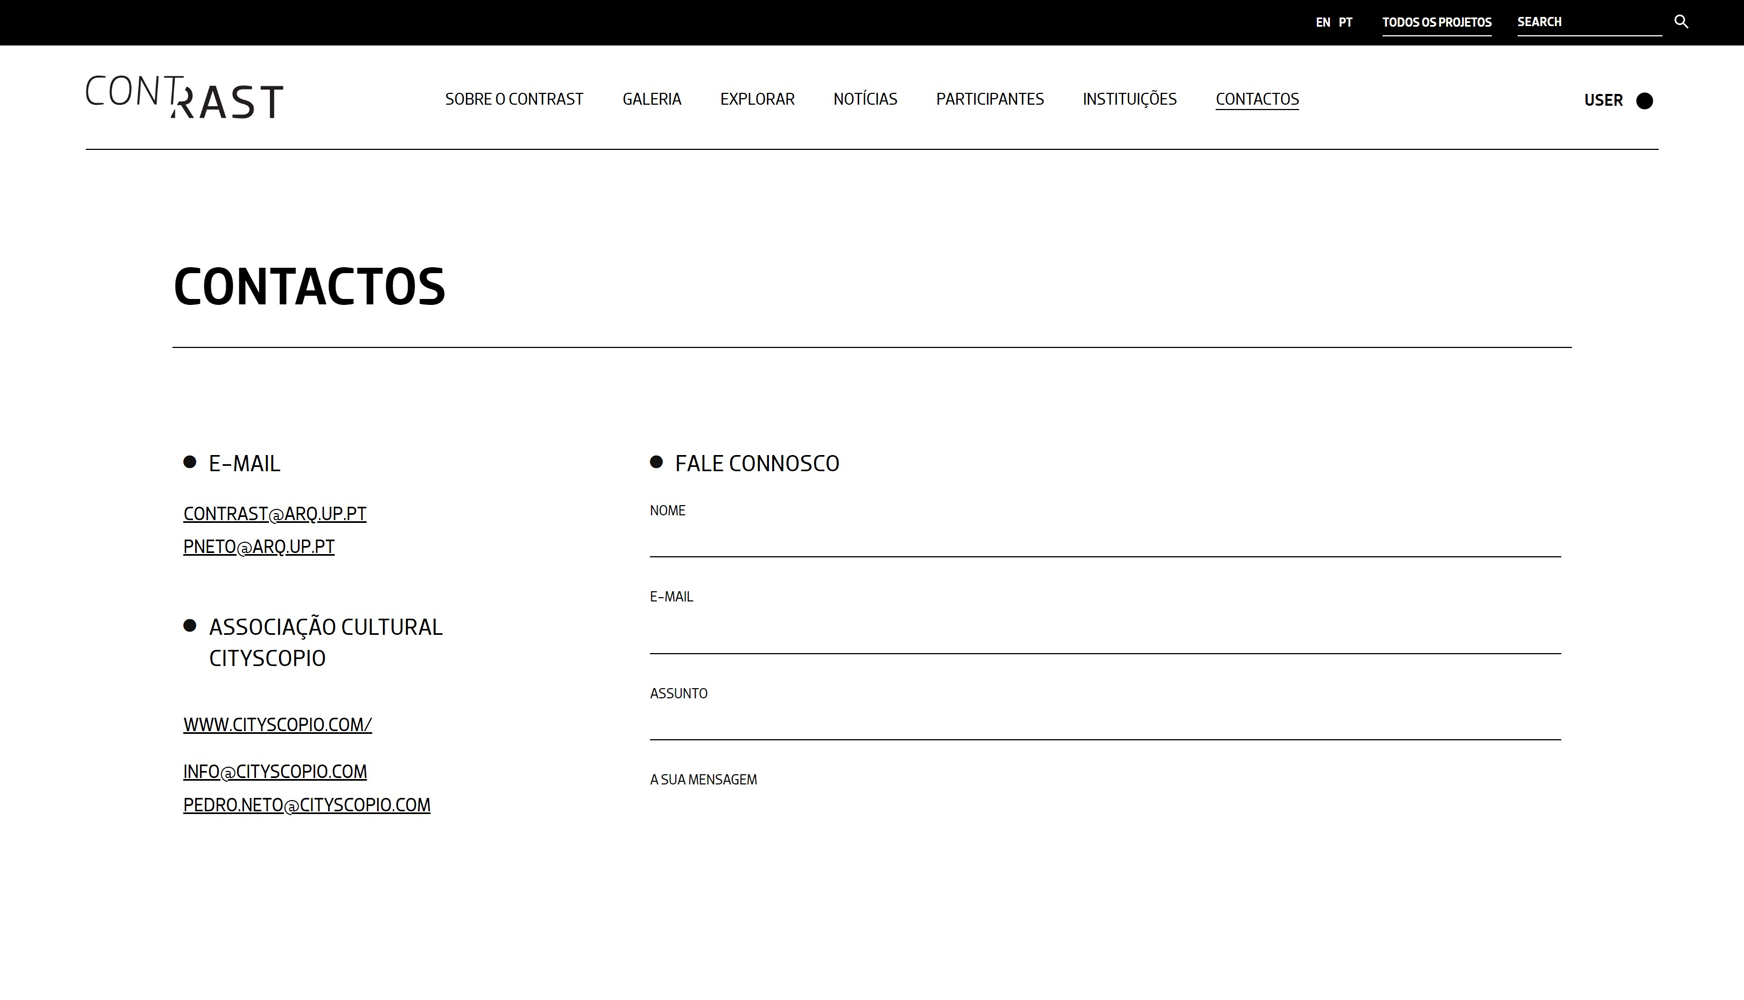 EN PT TODOS OS PROJETOS SEARCH
CONTRAST
SOBRE O CONTRAST GALERIA EXPLORAR NOTÍCIAS PARTICIPANTES INSTITUIÇÕES CONTACTOS
USER
CONTACTOS
E-MAIL
CONTRAST@ARQ.UP.PT
PNETO@ARQ.UP.PT
ASSOCIAÇÃO CULTURAL
CITYSCOPIO
WWW.CITYSCOPIO.COM/
INFO@CITYSCOPIO.COM
PEDRO.NETO@CITYSCOPIO.COM
FALE CONNOSCO
NOME
E-MAIL
ASSUNTO
A SUA MENSAGEM